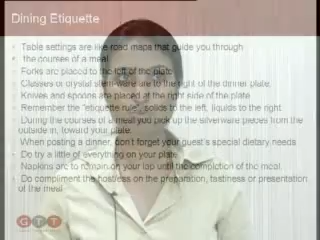 Dining Etiquette
Table settings are like road maps that guide you through
the courses of a meal
Forks are placed to the left of the plate
Glasses or crystal stem-ware are to the right of the dinner plate.
Knives and spoons are placed at the right side of the plate
Remember the "etiquette rule", solids to the left, liquids to the right
During the courses of a meal you pick up the silverware pieces from the
outside in, toward your plate.
When posting a dinner, don't forget your guest's special dietary needs
Do try a little of everything on your plate
Napkins are to remain on your lap until the completion of the meal
Do compliment the host/ess on the preparation, tastiness or presentation
of the meal
GTT